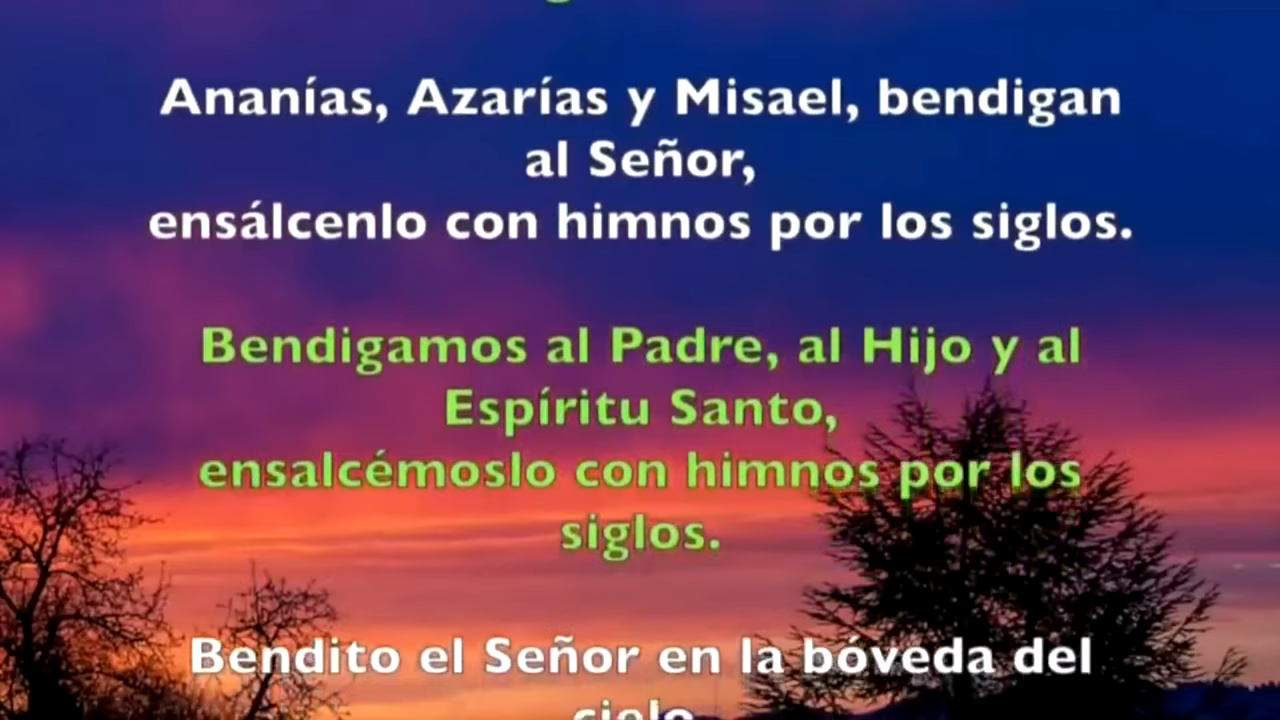 Ananías, Azarías y Misael, bendigan
al Señor,
ensálcenlo con himnos por los siglos.
Bendigamos al Padre, al Hijo y al
Espíritu Santo,
ensalcémoslo con himnos por los
siglos.
Bendito el Señor en la bóveda del
cielo